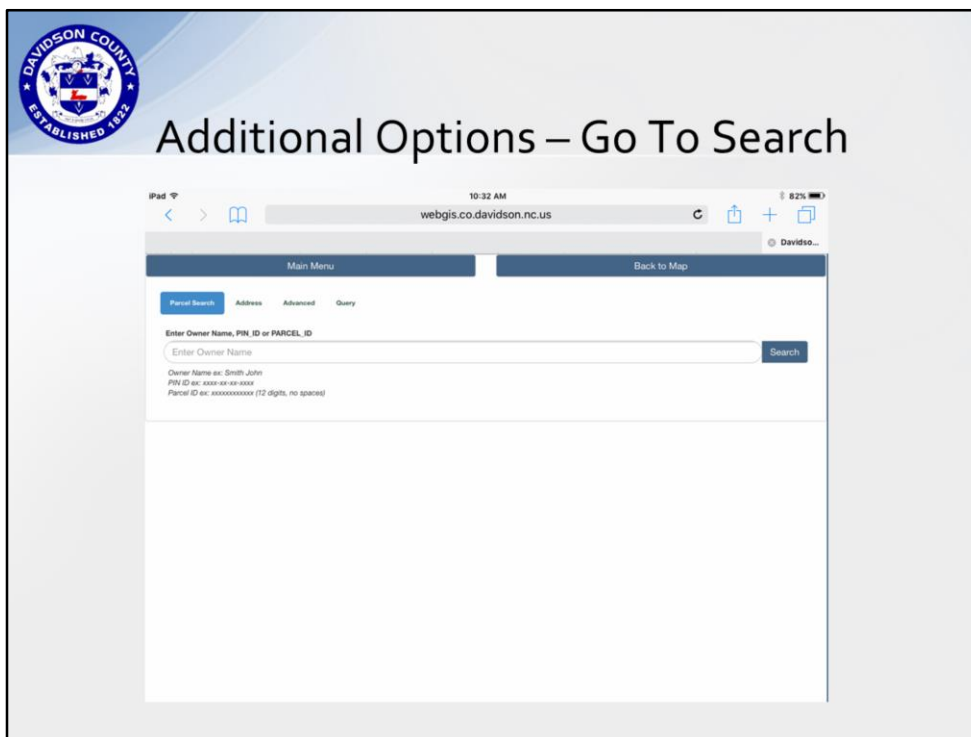 DAVIDSON COUNTY
ESTABLISHED 1822
Additional Options – Go To Search
iPad 10:32 AM 82%
webgis.co.davidson.nc.us
Davidso...
Main Menu Back to Map
Parcel Search Address Advanced Query
Enter Owner Name, PIN_ID or PARCEL_ID
Enter Owner Name Search
Owner Name ex: Smith John
PIN ID ex: xxxx-xx-xx-xxxx
Parcel ID ex: xxxxxxxxxxxx (12 digits, no spaces)